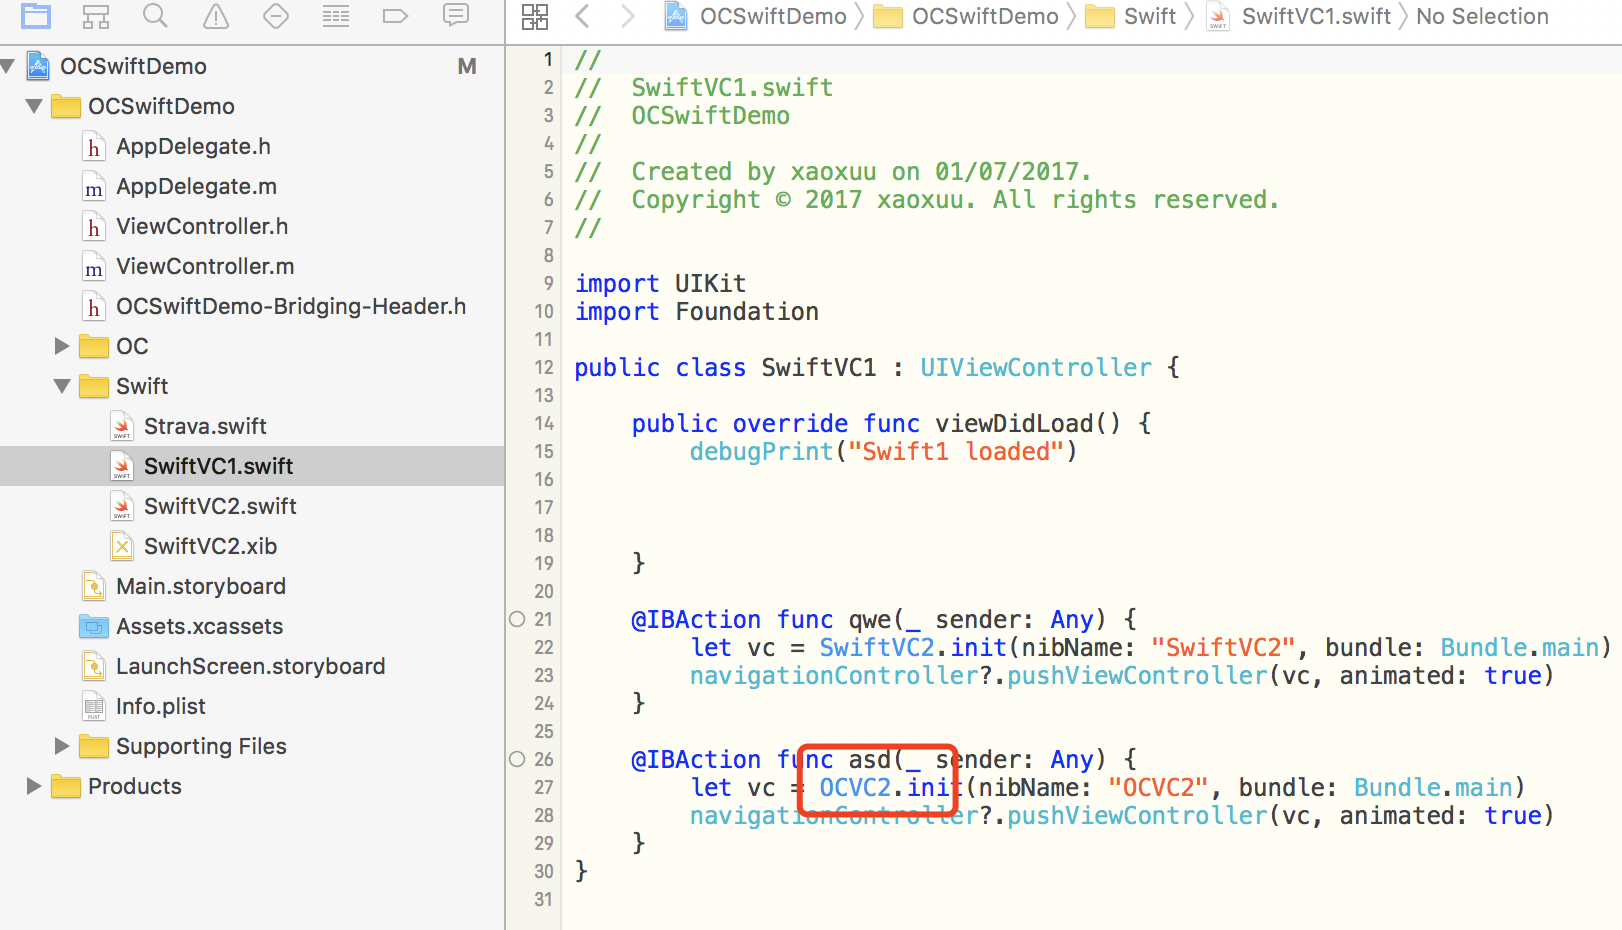 OCSwiftDemo
OCSwiftDemo
Swift
SwiftVC1.swift
No Selection
OCSwiftDemo M
OCSwiftDemo
h AppDelegate.h
m AppDelegate.m
h ViewController.h
m ViewController.m
h OCSwiftDemo-Bridging-Header.h
OC
Swift
SWIFT Strava.swift
SWIFT SwiftVC1.swift
SWIFT SwiftVC2.swift
SwiftVC2.xib
Main.storyboard
Assets.xcassets
LaunchScreen.storyboard
PLIST Info.plist
Supporting Files
Products
1 //
2 //  SwiftVC1.swift
3 //  OCSwiftDemo
4 //
5 //  Created by xaoxuu on 01/07/2017.
6 //  Copyright © 2017 xaoxuu. All rights reserved.
7 //
8
9 import UIKit
10 import Foundation
11
12 public class SwiftVC1 : UIViewController {
13
14     public override func viewDidLoad() {
15         debugPrint("Swift1 loaded")
16
17
18
19     }
20
21     @IBAction func qwe(_ sender: Any) {
22         let vc = SwiftVC2.init(nibName: "SwiftVC2", bundle: Bundle.main)
23         navigationController?.pushViewController(vc, animated: true)
24     }
25
26     @IBAction func asd(_ sender: Any) {
27         let vc = OCVC2.init(nibName: "OCVC2", bundle: Bundle.main)
28         navigationController?.pushViewController(vc, animated: true)
29     }
30 }
31